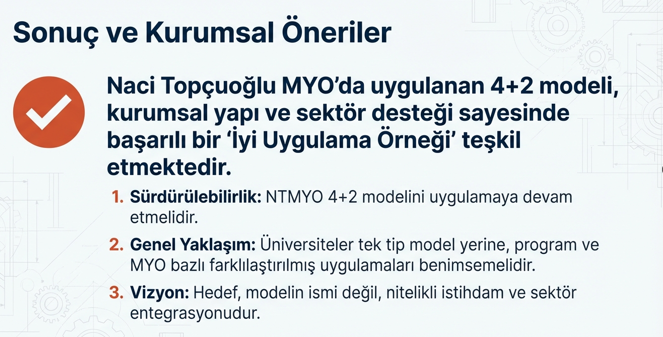 Sonuç ve Kurumsal Öneriler
Naci Topçuoğlu MYO’da uygulanan 4+2 modeli,
kurumsal yapı ve sektör desteği sayesinde
başarılı bir ‘İyi Uygulama Örneği’ teşkil
etmektedir.
1. Sürdürülebilirlik: NTMYO 4+2 modelini uygulamaya devam
etmelidir.
2. Genel Yaklaşım: Üniversiteler tek tip model yerine, program ve
MYO bazlı farklılaştırılmış uygulamaları benimsemelidir.
3. Vizyon: Hedef, modelin ismi değil, nitelikli istihdam ve sektör
entegrasyonudur.